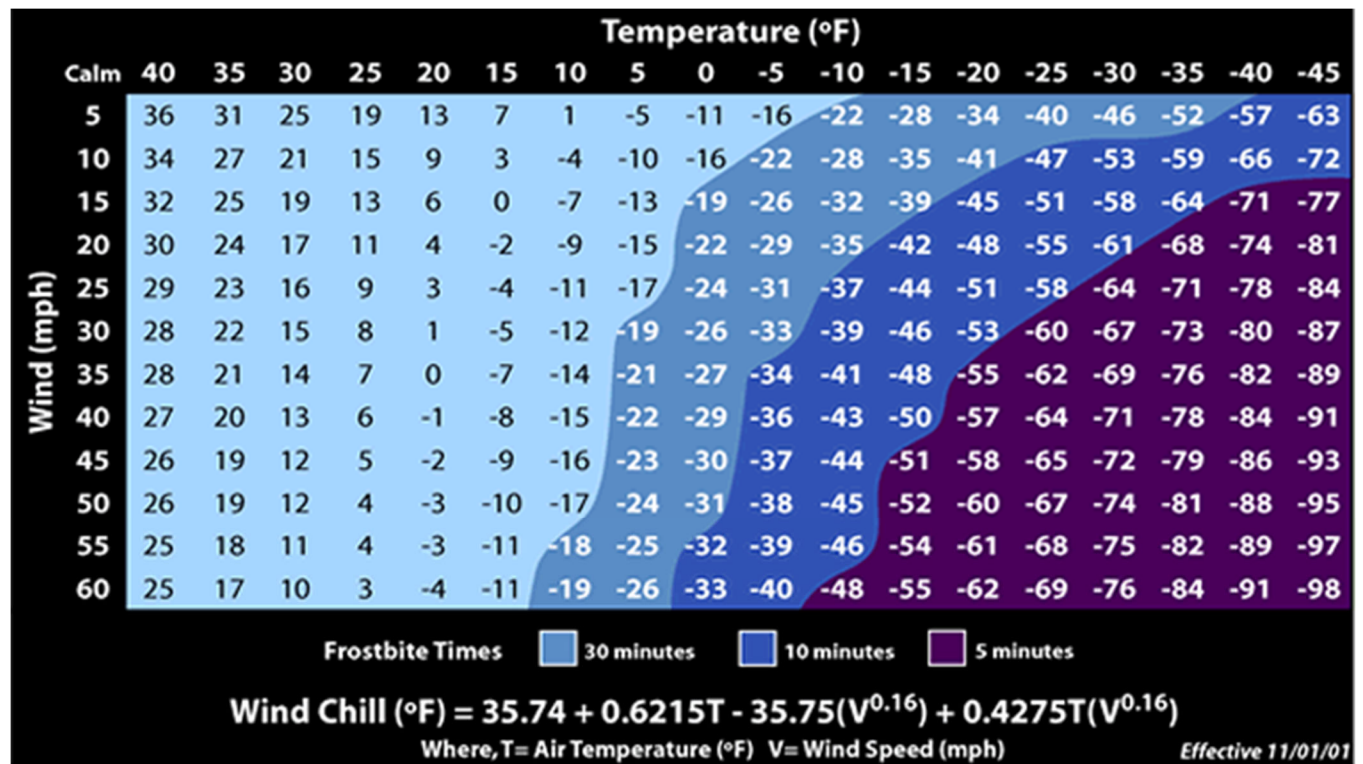 Temperature (ºF)
Calm 40 35 30 25 20 15 10 5 0 -5 -10 -15 -20 -25 -30 -35 -40 -45
5 36 31 25 19 13 7 1 -5 -11 -16 -22 -28 -34 -40 -46 -52 -57 -63
10 34 27 21 15 9 3 -4 -10 -16 -22 -28 -35 -41 -47 -53 -59 -66 -72
15 32 25 19 13 6 0 -7 -13 -19 -26 -32 -39 -45 -51 -58 -64 -71 -77
20 30 24 17 11 4 -2 -9 -15 -22 -29 -35 -42 -48 -55 -61 -68 -74 -81
25 29 23 16 9 3 -4 -11 -17 -24 -31 -37 -44 -51 -58 -64 -71 -78 -84
30 28 22 15 8 1 -5 -12 -19 -26 -33 -39 -46 -53 -60 -67 -73 -80 -87
35 28 21 14 7 0 -7 -14 -21 -27 -34 -41 -48 -55 -62 -69 -76 -82 -89
40 27 20 13 6 -1 -8 -15 -22 -29 -36 -43 -50 -57 -64 -71 -78 -84 -91
45 26 19 12 5 -2 -9 -16 -23 -30 -37 -44 -51 -58 -65 -72 -79 -86 -93
50 26 19 12 4 -3 -10 -17 -24 -31 -38 -45 -52 -60 -67 -74 -81 -88 -95
55 25 18 11 4 -3 -11 -18 -25 -32 -39 -46 -54 -61 -68 -75 -82 -89 -97
60 25 17 10 3 -4 -11 -19 -26 -33 -40 -48 -55 -62 -69 -76 -84 -91 -98
Wind (mph)
Frostbite Times 30 minutes 10 minutes 5 minutes
Wind Chill (ºF) = 35.74 + 0.6215T - 35.75(V^0.16) + 0.4275T(V^0.16)
Where, T= Air Temperature (ºF) V= Wind Speed (mph) Effective 11/01/01